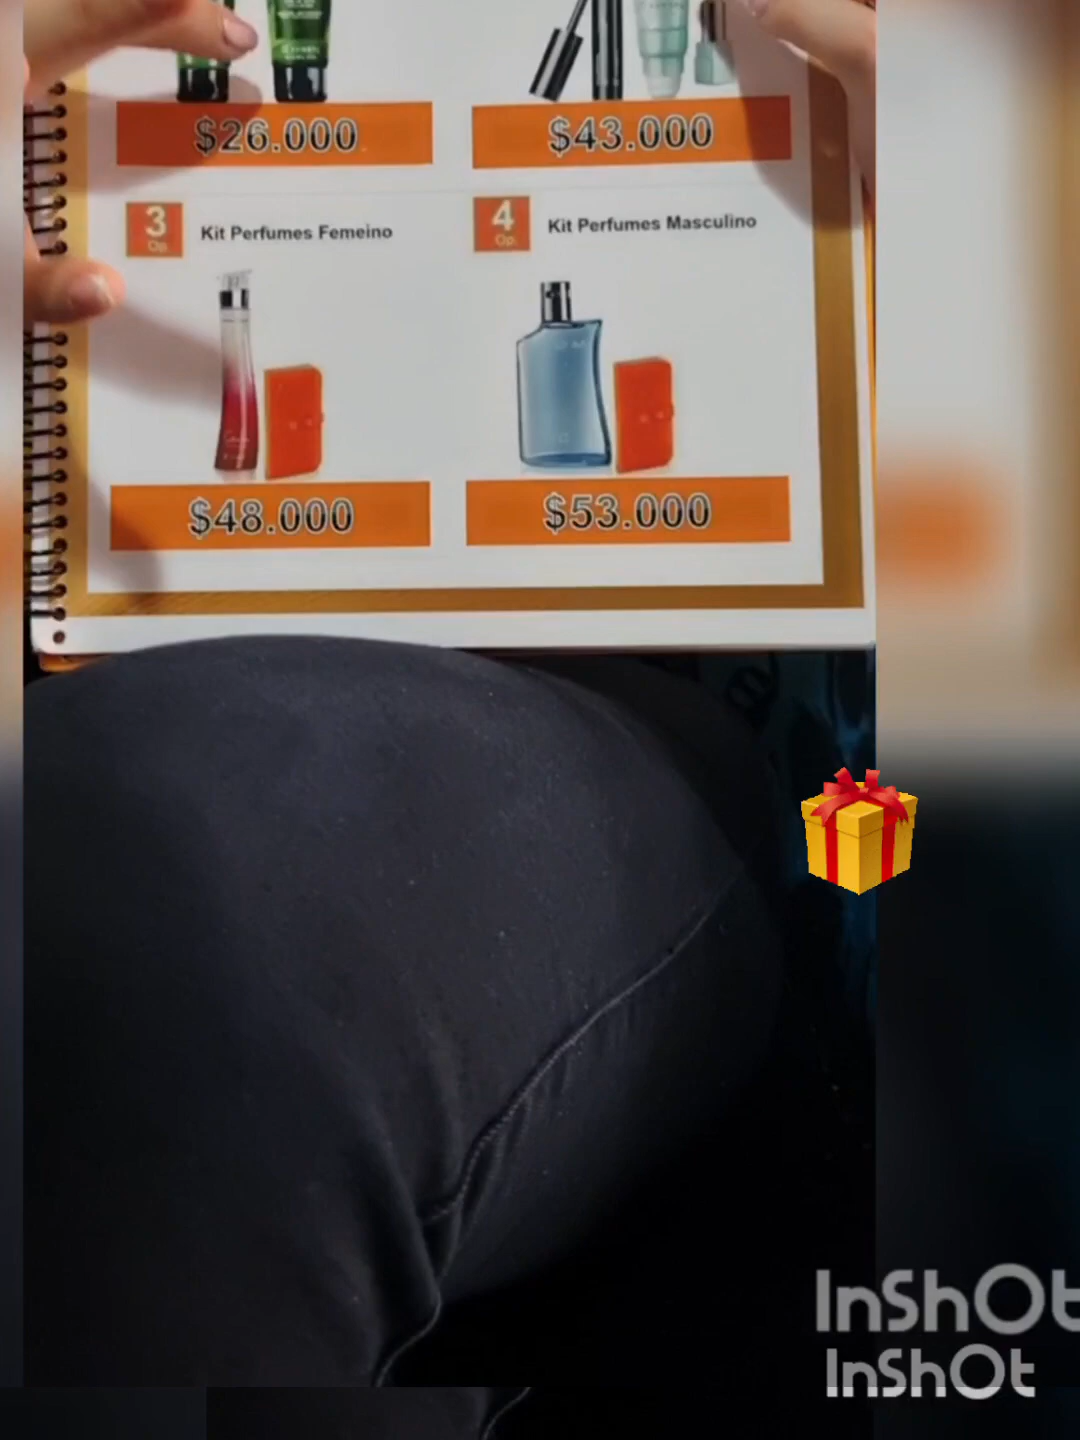 $26.000
$43.000
3
Op.
Kit Perfumes Femeino
4
Op.
Kit Perfumes Masculino
$48.000
$53.000
InShOt
InShOt